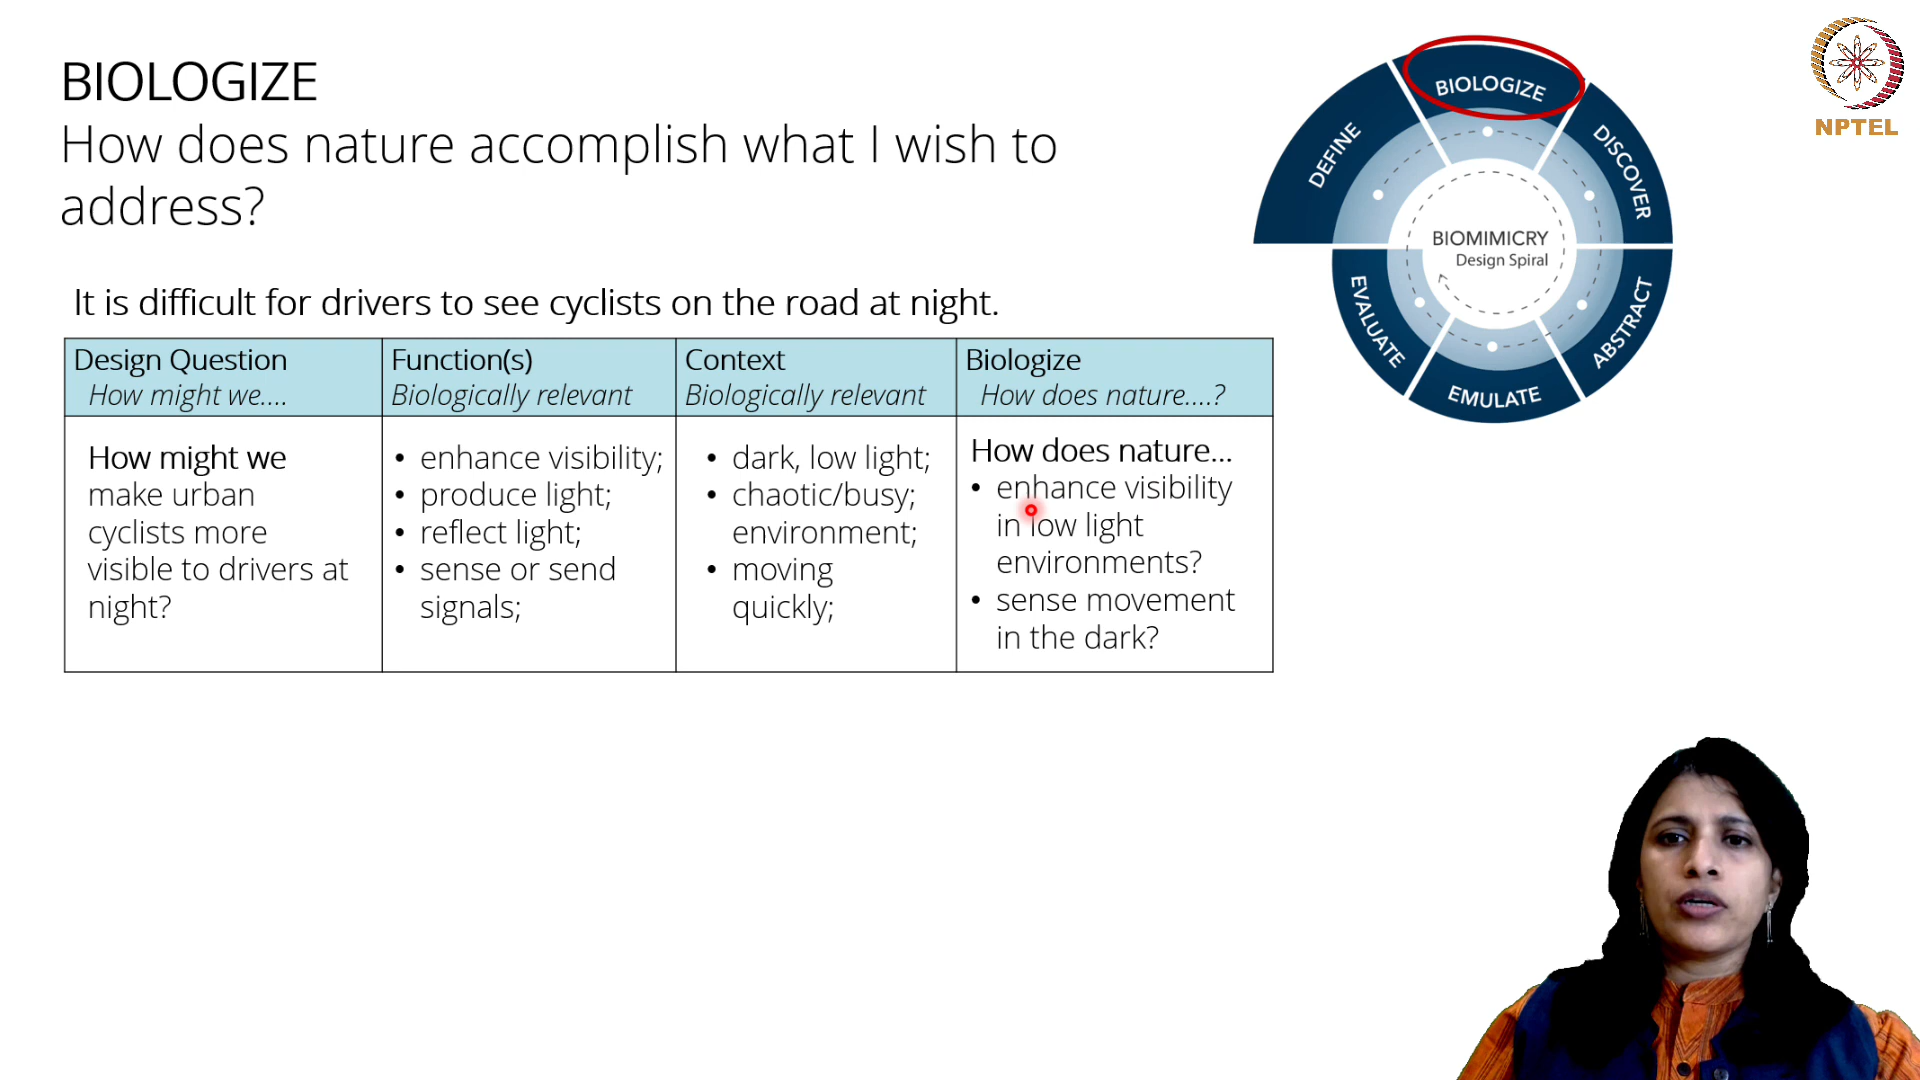 BIOLOGIZE
How does nature accomplish what I wish to
address?
It is difficult for drivers to see cyclists on the road at night.
Design Question
How might we....
Function(s)
Biologically relevant
Context
Biologically relevant
Biologize
How does nature....?
How might we
make urban
cyclists more
visible to drivers at
night?
• enhance visibility;
• produce light;
• reflect light;
• sense or send
signals;
• dark, low light;
• chaotic/busy;
environment;
• moving
quickly;
How does nature...
• enhance visibility
in low light
environments?
• sense movement
in the dark?
DEFINE
BIOLOGIZE
DISCOVER
ABSTRACT
EMULATE
EVALUATE
BIOMIMICRY
Design Spiral
NPTEL